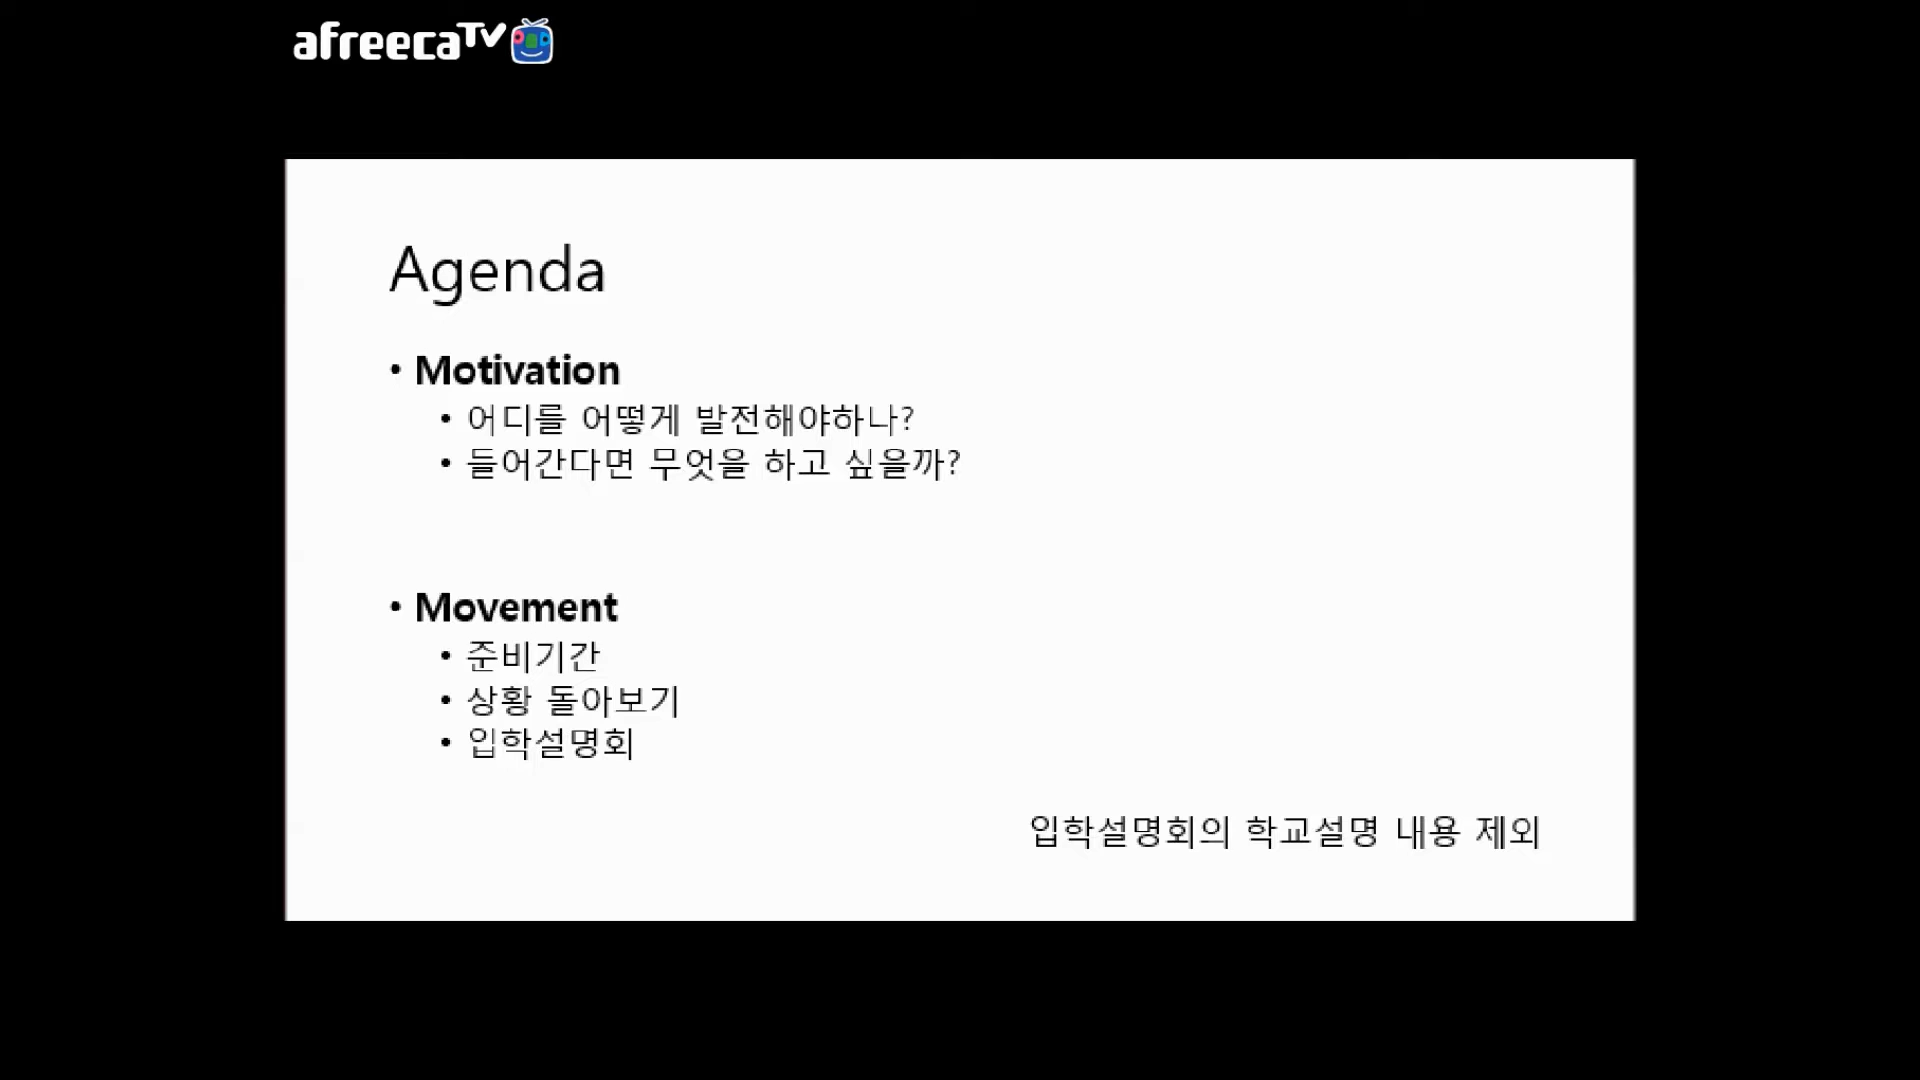 afreecaTV
Agenda
• Motivation
• 어디를 어떻게 발전해야하나?
• 들어간다면 무엇을 하고 싶을까?
• Movement
• 준비기간
• 상황 돌아보기
• 입학설명회
입학설명회의 학교설명 내용 제외